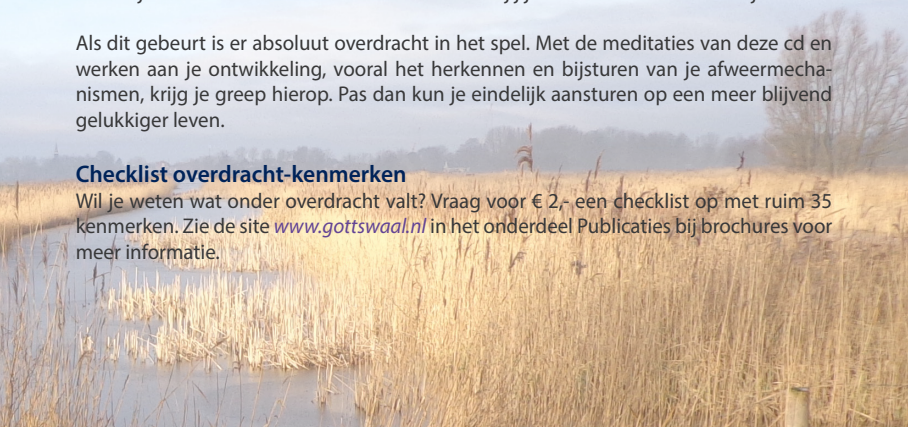 Als dit gebeurt is er absoluut overdracht in het spel. Met de meditaties van deze cd en
werken aan je ontwikkeling, vooral het herkennen en bijsturen van je afweermecha-
nismen, krijg je greep hierop. Pas dan kun je eindelijk aansturen op een meer blijvend
gelukkiger leven.
Checklist overdracht-kenmerken
Wil je weten wat onder overdracht valt? Vraag voor € 2,- een checklist op met ruim 35
kenmerken. Zie de site www.gottswaal.nl in het onderdeel Publicaties bij brochures voor
meer informatie.